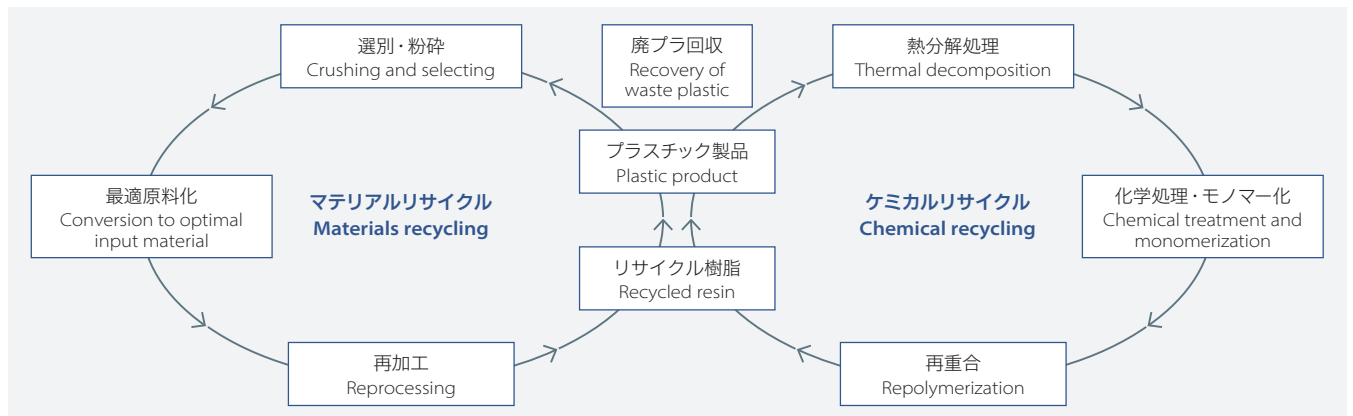 選別・粉砕
Crushing and selecting
廃プラ回収
Recovery of
waste plastic
熱分解処理
Thermal decomposition
プラスチック製品
Plastic product
最適原料化
Conversion to optimal
input material
マテリアルリサイクル
Materials recycling
ケミカルリサイクル
Chemical recycling
化学処理・モノマー化
Chemical treatment and
monomerization
リサイクル樹脂
Recycled resin
再加工
Reprocessing
再重合
Repolymerization